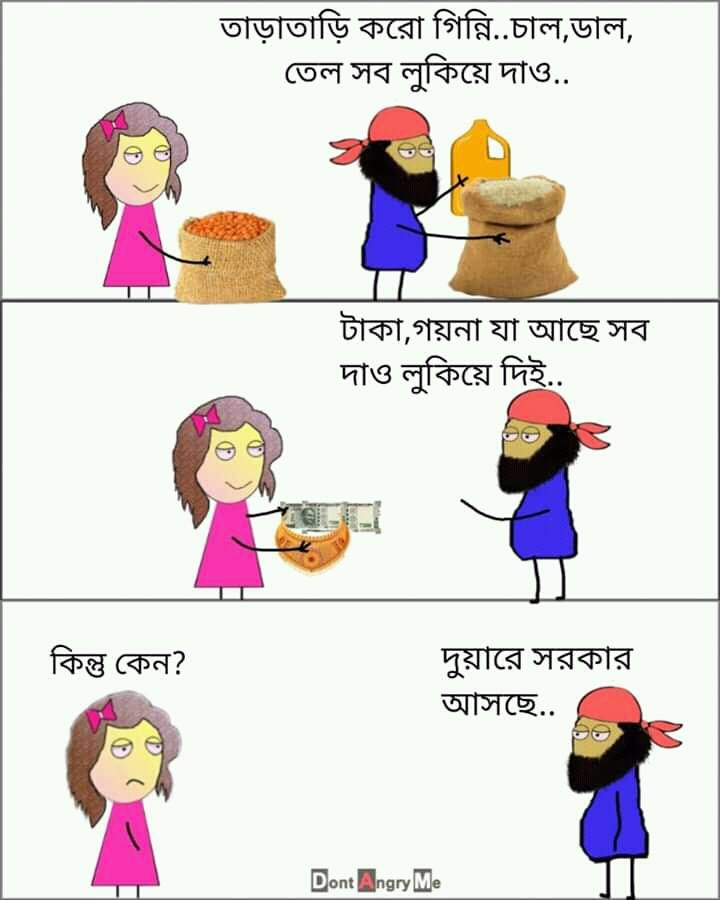 তাড়াতাড়ি করো গিন্নি..চাল,ডাল,
তেল সব লুকিয়ে দাও..
টাকা,গয়না যা আছে সব
দাও লুকিয়ে দিই..
কিন্তু কেন?
দুয়ারে সরকার
আসছে..
Dont Angry Me